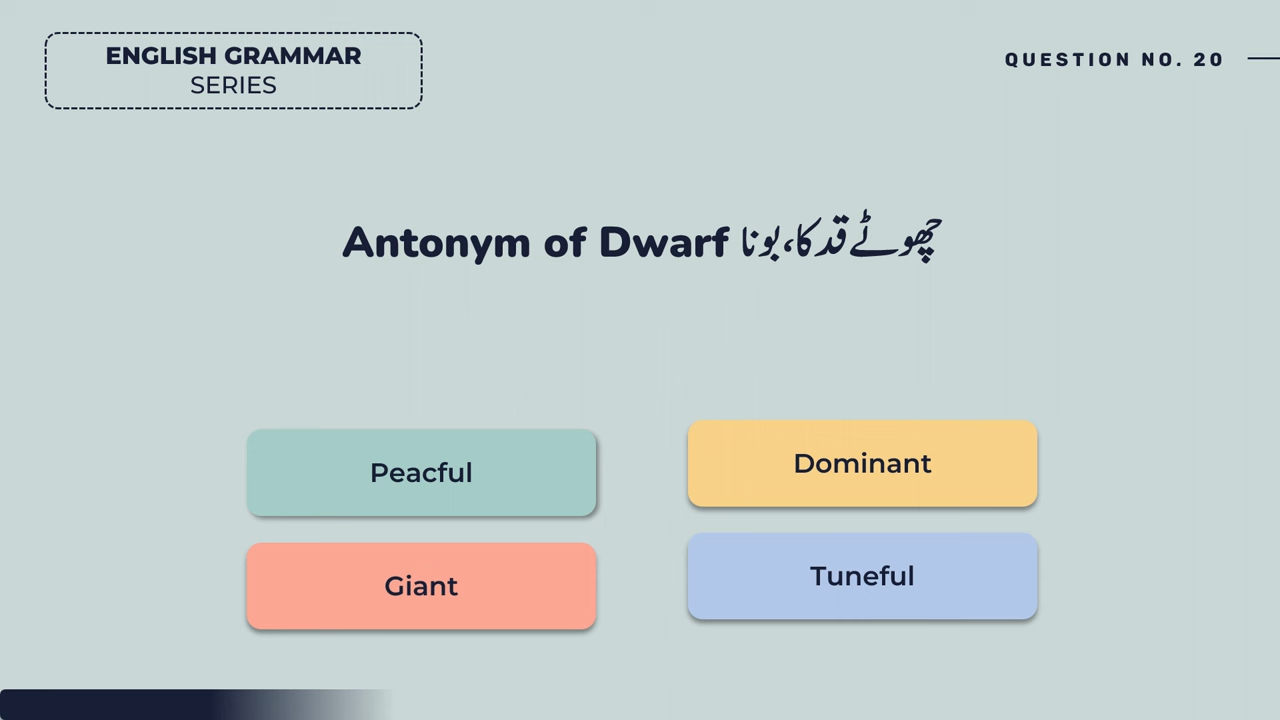 ENGLISH GRAMMAR
SERIES
QUESTION NO. 20
Antonym of Dwarf چھوٹے قد کا، بونا
Peacful
Dominant
Giant
Tuneful